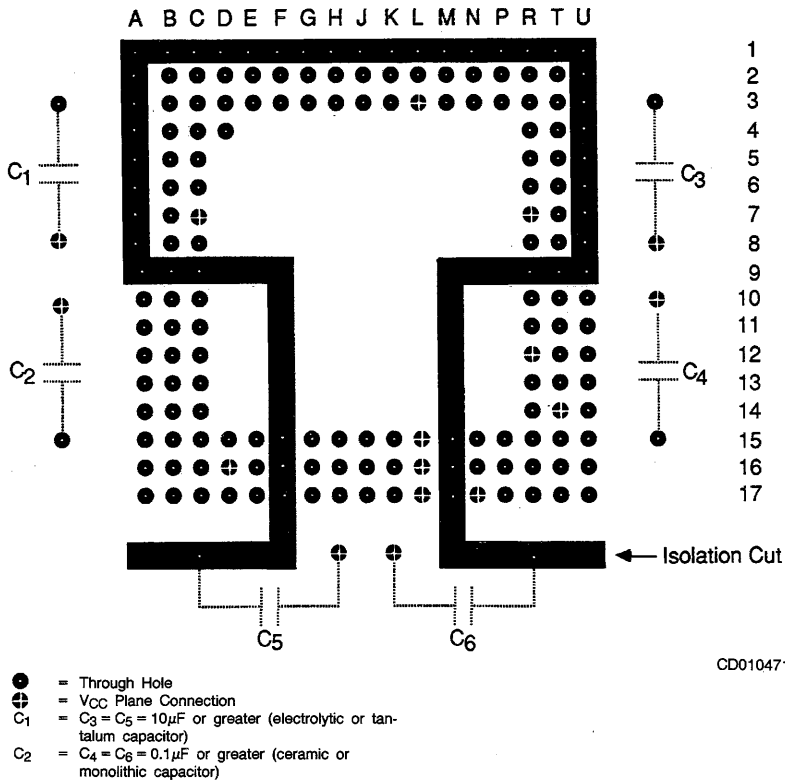 A B C D E F G H J K L M N P R T U
1
2
3
4
5
C1
C3
6
7
8
9
10
11
12
C2
C4
13
14
15
16
17
Isolation Cut
C5
C6
CD010471
= Through Hole
= VCC Plane Connection
C1 = C3 = C5 = 10µF or greater (electrolytic or tan-
talum capacitor)
C2 = C4 = C6 = 0.1µF or greater (ceramic or
monolithic capacitor)